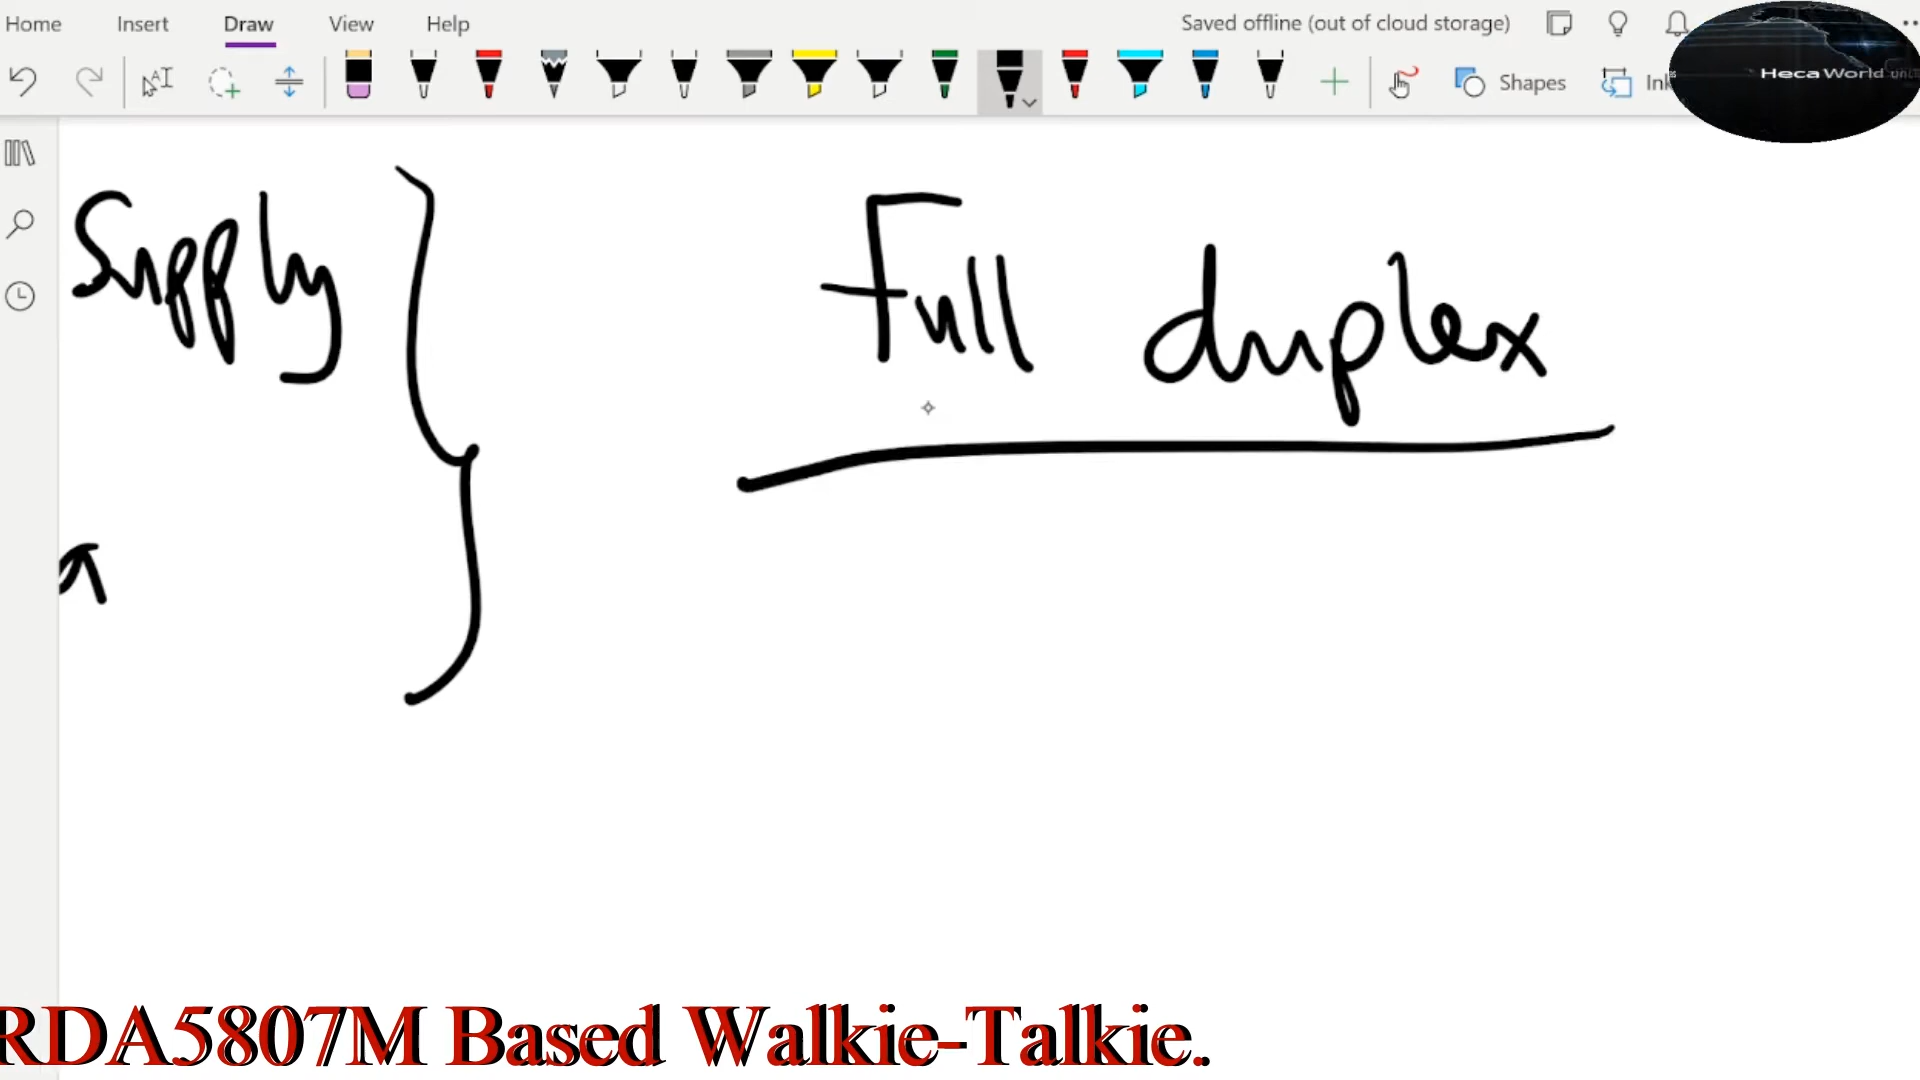 Home Insert Draw View Help Saved offline (out of cloud storage)
Shapes Ink
Heca World
Supply
Full duplex
a
RDA5807M Based Walkie-Talkie.